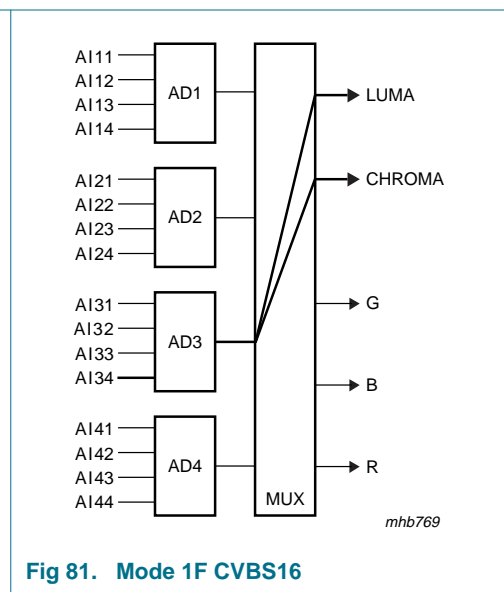 AI11
AI12
AI13
AI14
AD1
AI21
AI22
AI23
AI24
AD2
AI31
AI32
AI33
AI34
AD3
AI41
AI42
AI43
AI44
AD4
MUX
LUMA
CHROMA
G
B
R
mhb769
Fig 81. Mode 1F CVBS16